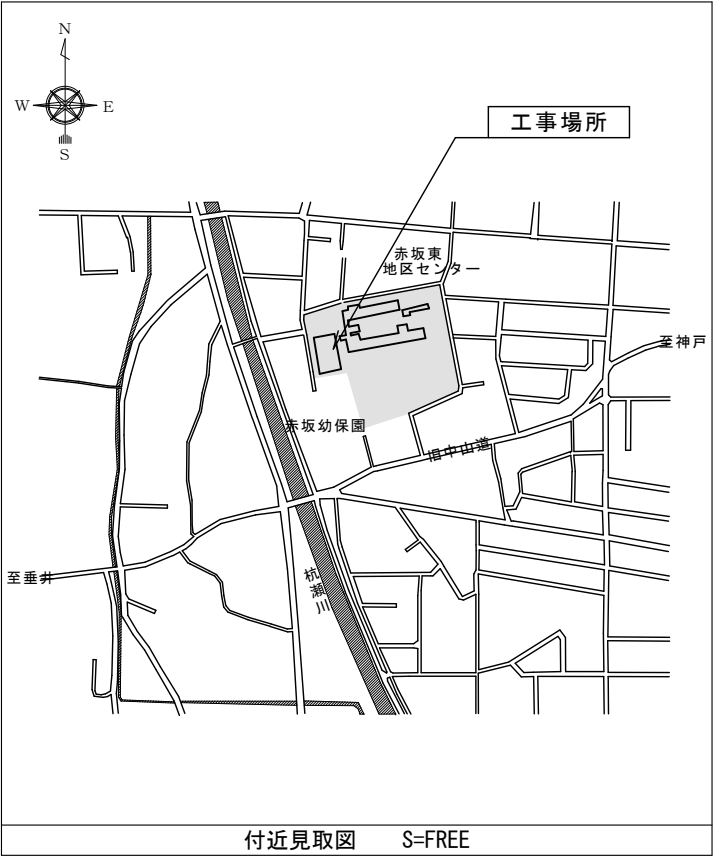 N
W
E
S
工事場所
赤坂東
地区センター
至神戸
赤坂幼保園
旧中山道
至垂井
杭瀬川
付近見取図 S=FREE